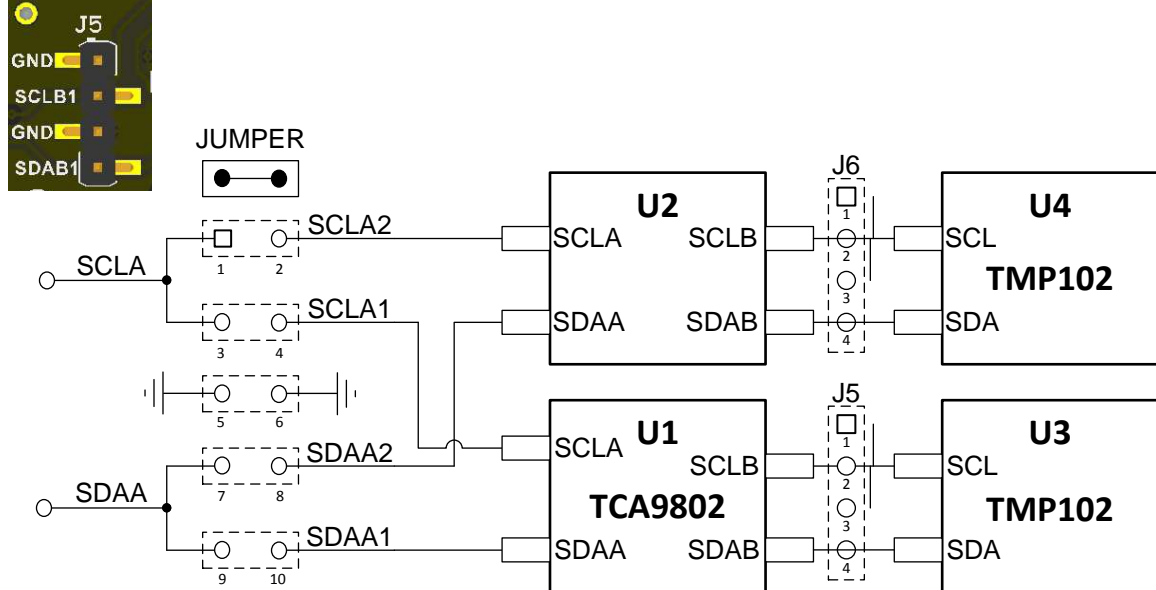 J5
GND
SCLB1
GND
SDAB1
JUMPER
SCLA
1 2
SCLA2
3 4
SCLA1
5 6
SDAA
7 8
SDAA2
9 10
SDAA1
U2
SCLA SCLB
SDAA SDAB
J6
1
2
3
4
U4
SCL
TMP102
SDA
U1
SCLA
SCLB
TCA9802
SDAA SDAB
J5
1
2
3
4
U3
SCL
TMP102
SDA